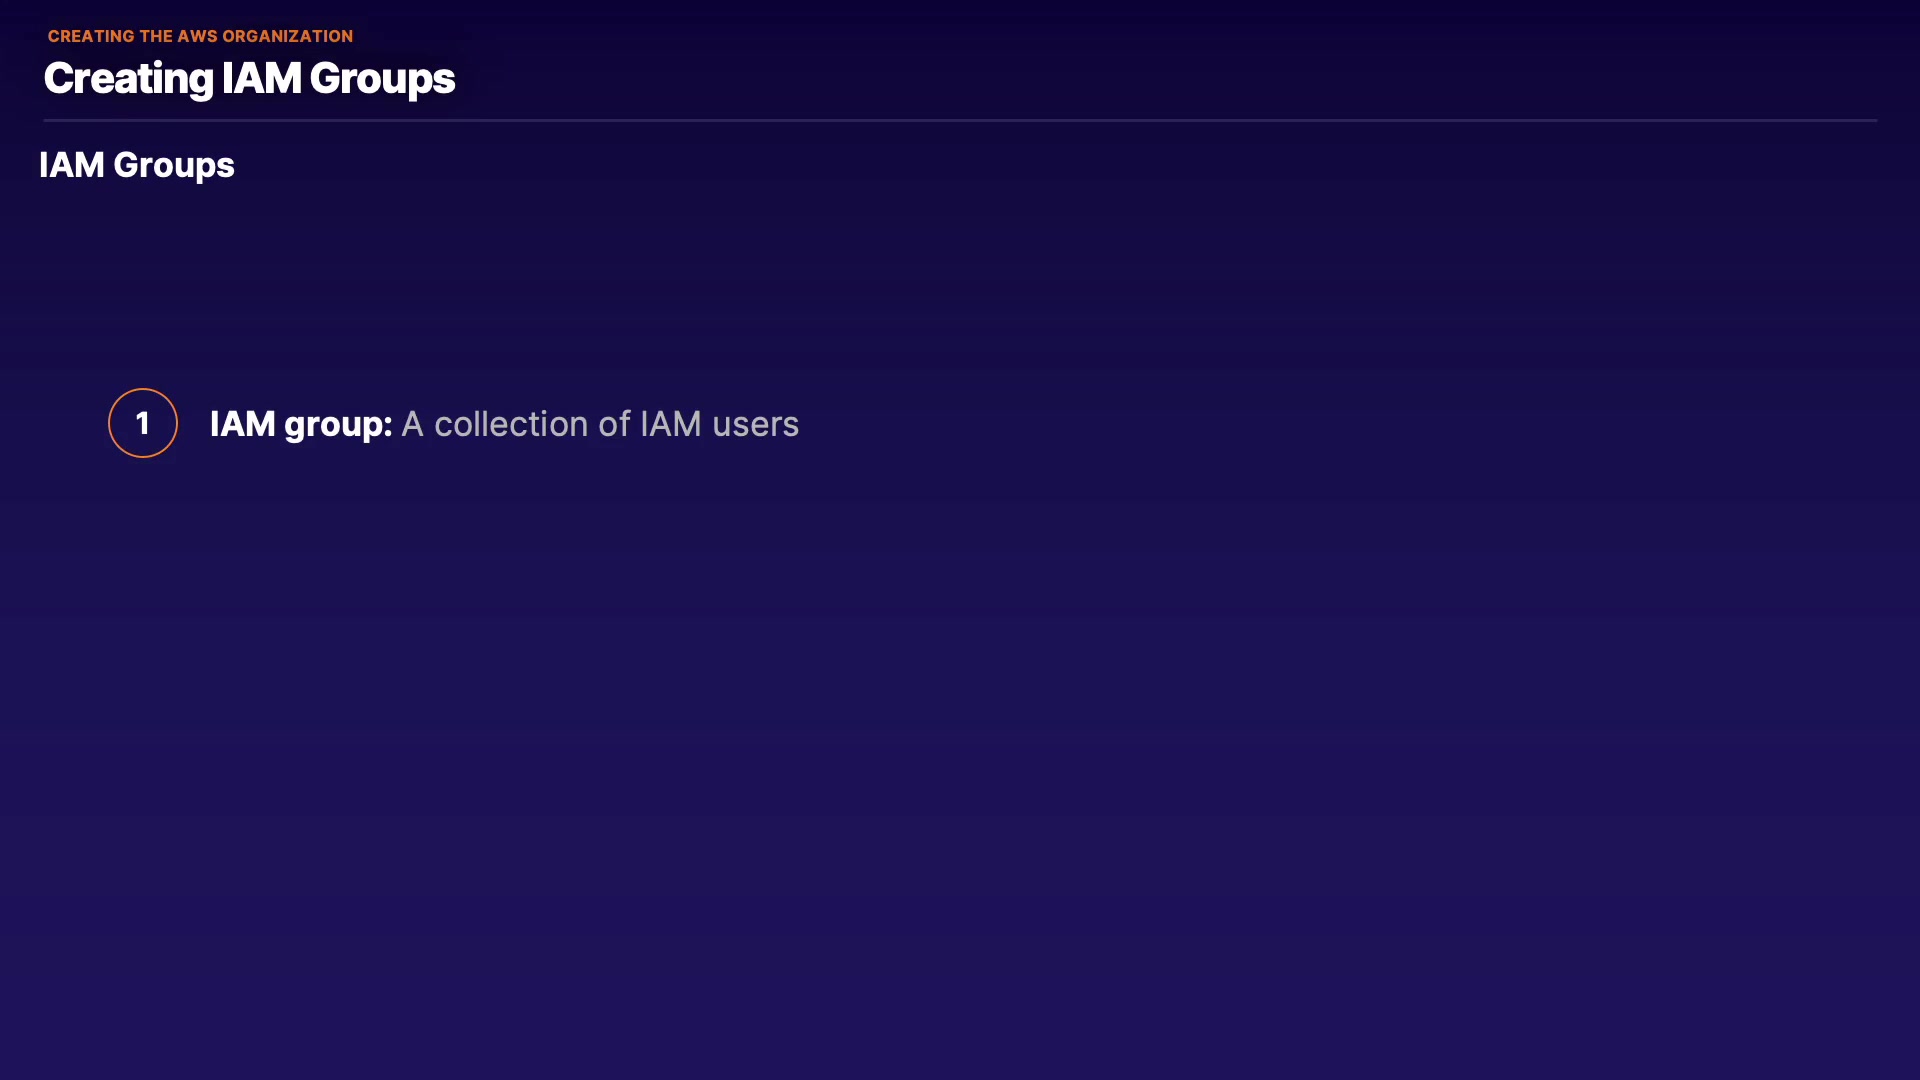 CREATING THE AWS ORGANIZATION
Creating IAM Groups
IAM Groups
1 IAM group: A collection of IAM users